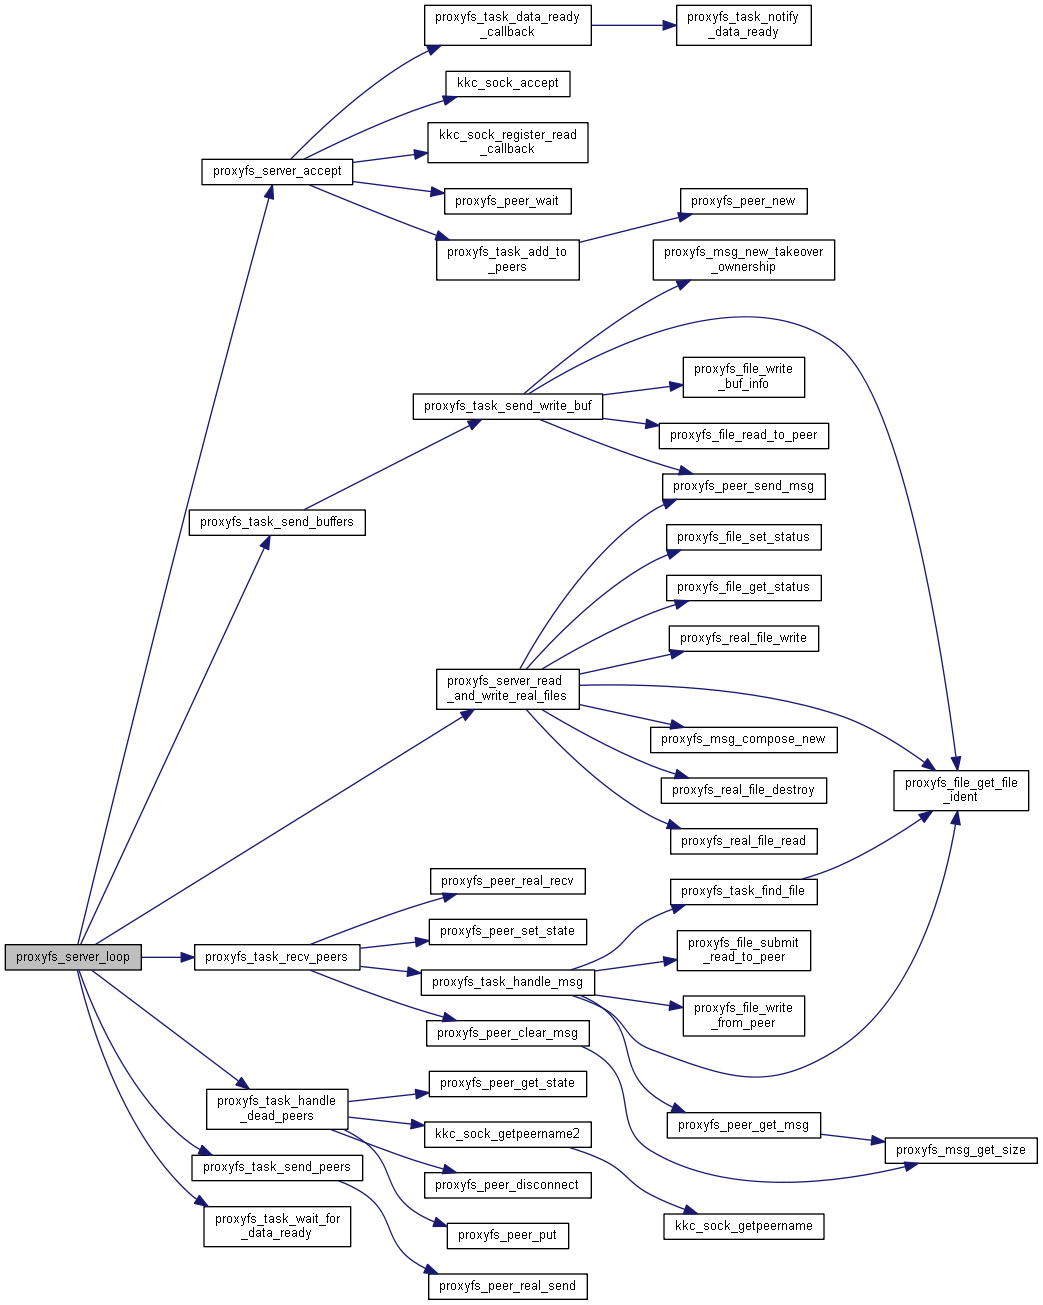 proxyfs_task_data_ready
_callback
proxyfs_task_notify
_data_ready
kkc_sock_accept
kkc_sock_register_read
_callback
proxyfs_server_accept
proxyfs_peer_wait
proxyfs_peer_new
proxyfs_task_add_to
_peers
proxyfs_msg_new_takeover
_ownership
proxyfs_file_write
_buf_info
proxyfs_task_send_write_buf
proxyfs_file_read_to_peer
proxyfs_peer_send_msg
proxyfs_task_send_buffers
proxyfs_file_set_status
proxyfs_file_get_status
proxyfs_real_file_write
proxyfs_server_read
_and_write_real_files
proxyfs_msg_compose_new
proxyfs_file_get_file
_ident
proxyfs_real_file_destroy
proxyfs_real_file_read
proxyfs_peer_real_recv
proxyfs_task_find_file
proxyfs_peer_set_state
proxyfs_file_submit
_read_to_peer
proxyfs_server_loop
proxyfs_task_recv_peers
proxyfs_task_handle_msg
proxyfs_file_write
_from_peer
proxyfs_peer_clear_msg
proxyfs_peer_get_state
proxyfs_task_handle
_dead_peers
kkc_sock_getpeername2
proxyfs_peer_get_msg
proxyfs_msg_get_size
proxyfs_task_send_peers
proxyfs_peer_disconnect
proxyfs_task_wait_for
_data_ready
kkc_sock_getpeername
proxyfs_peer_put
proxyfs_peer_real_send